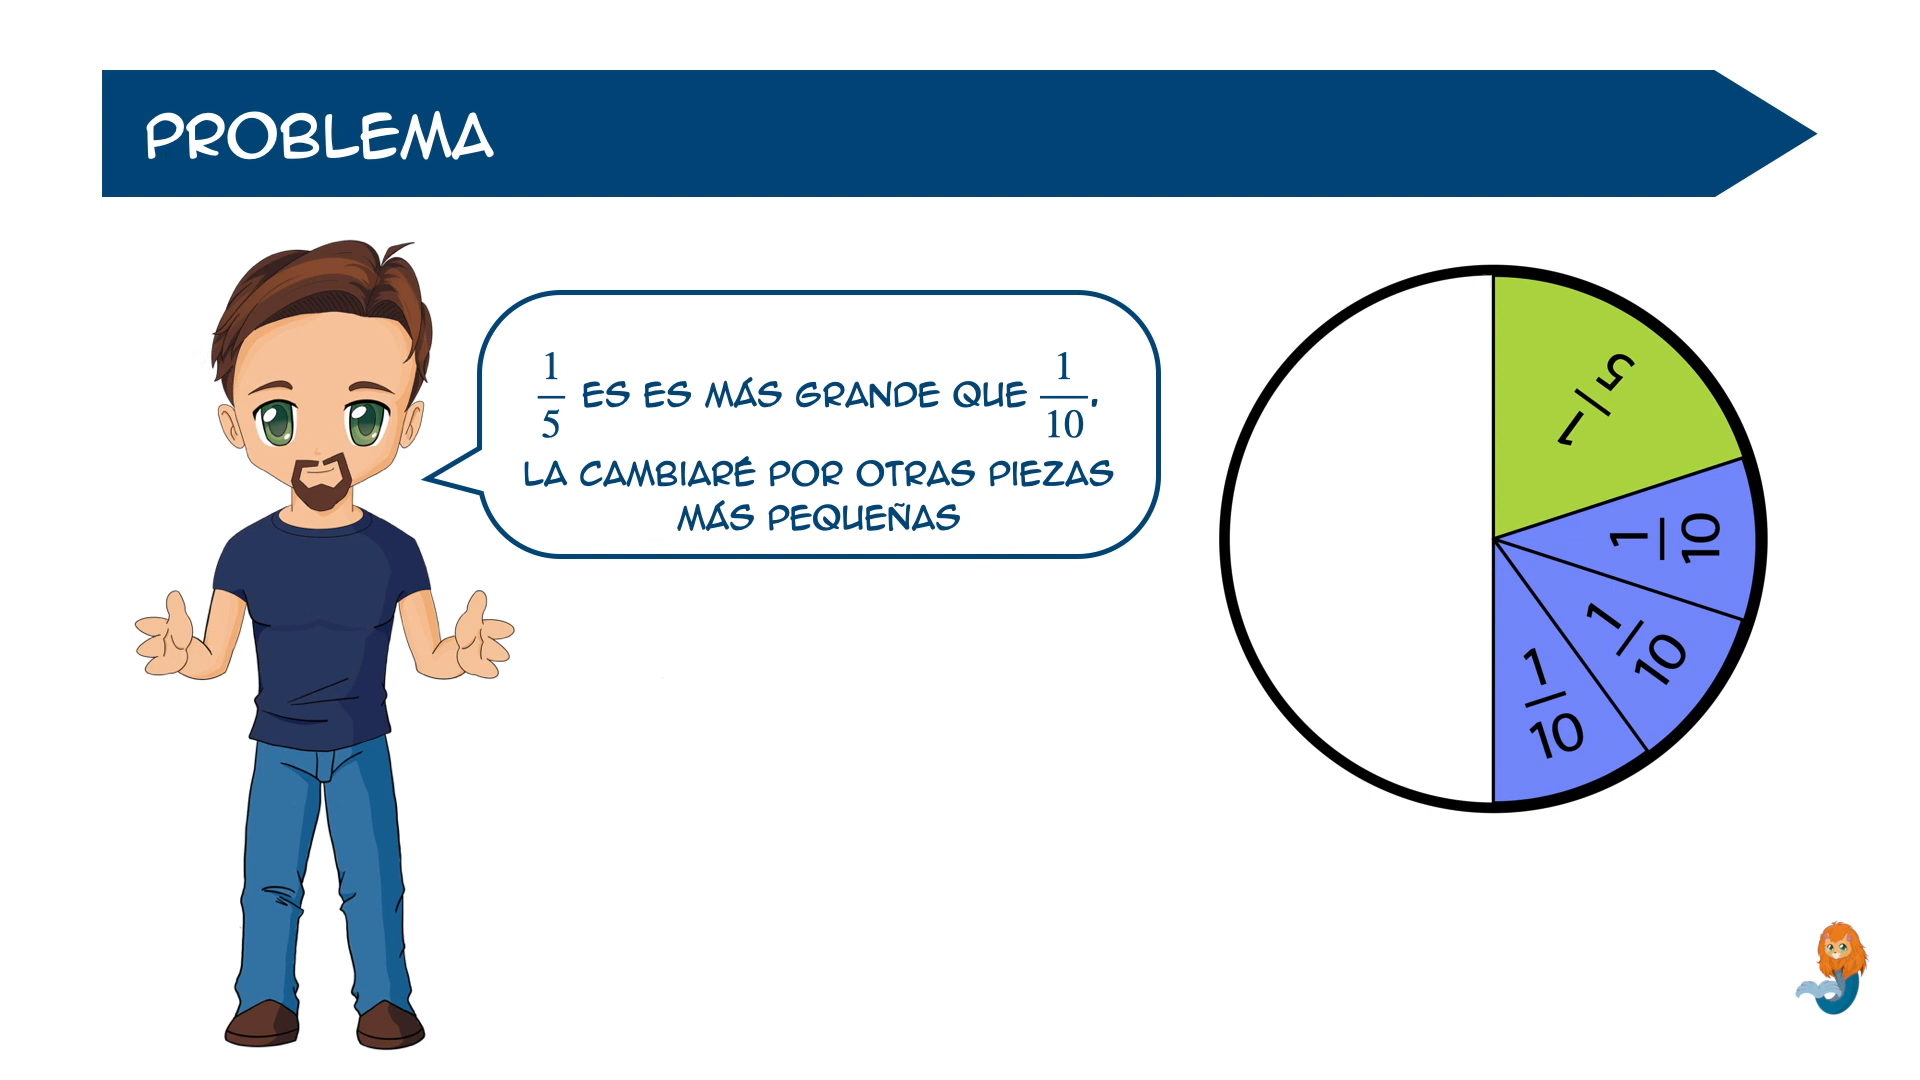 PROBLEMA
1/5 ES ES MÁS GRANDE QUE 1/10.
LA CAMBIARÉ POR OTRAS PIEZAS
MÁS PEQUEÑAS
1/5
1/10
1/10
1/10